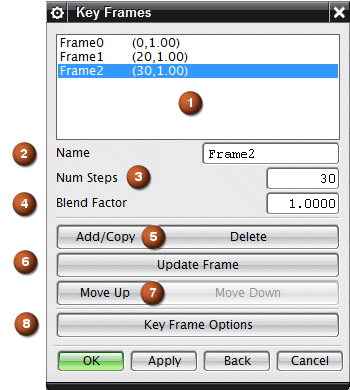 Key Frames
Frame0 (0,1.00)
Frame1 (20,1.00)
Frame2 (30,1.00)
1
2 Name Frame2
Num Steps 3 30
4 Blend Factor 1.0000
Add/Copy 5 Delete
6 Update Frame
Move Up 7 Move Down
8 Key Frame Options
OK Apply Back Cancel